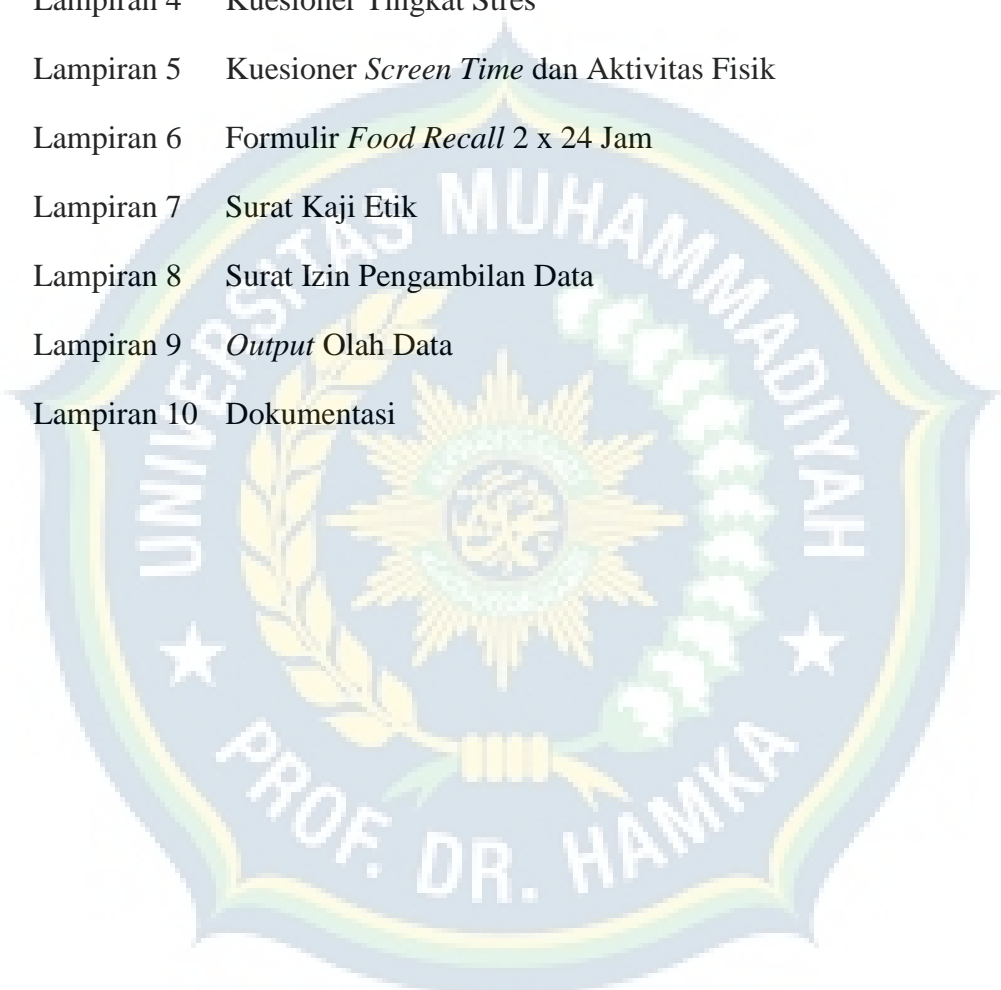 Lampiran 4 Kuesioner Tingkat Stres
Lampiran 5 Kuesioner Screen Time dan Aktivitas Fisik
Lampiran 6 Formulir Food Recall 2 x 24 Jam
Lampiran 7 Surat Kaji Etik
Lampiran 8 Surat Izin Pengambilan Data
Lampiran 9 Output Olah Data
Lampiran 10 Dokumentasi
UNIVERSITAS MUHAMMADIYAH
PROF. DR. HAMKA